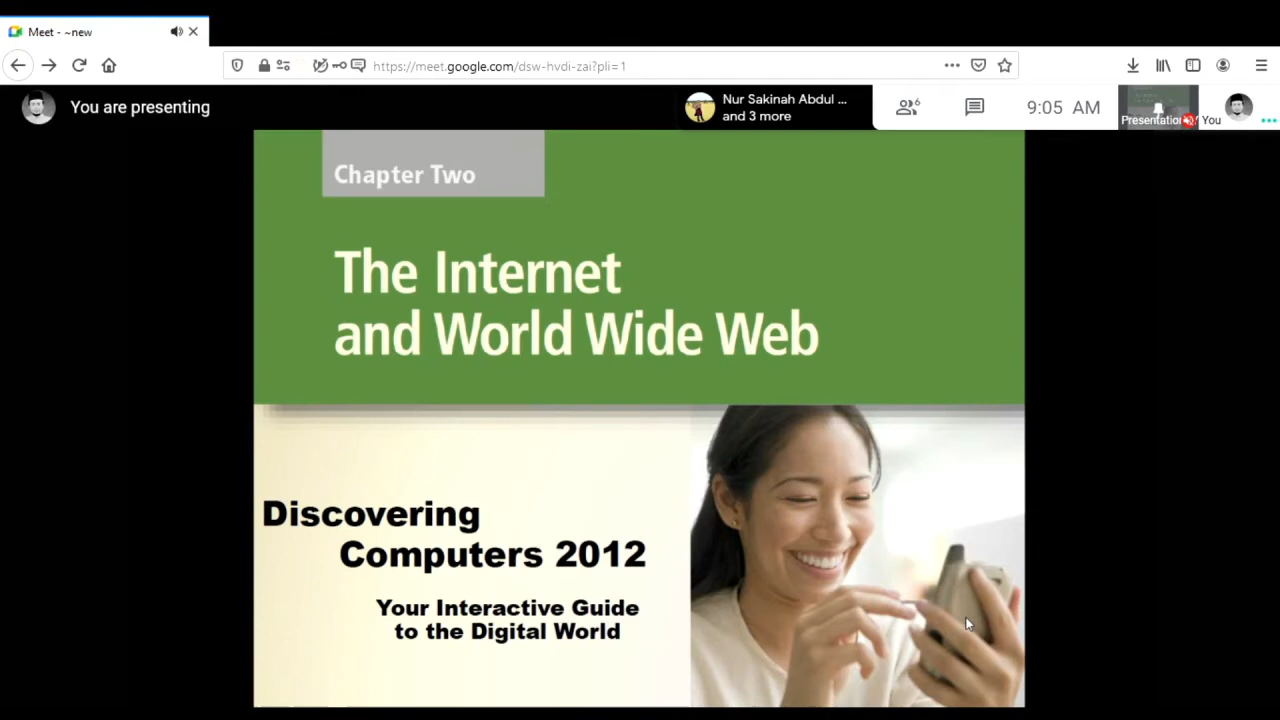 Meet - ~new
https://meet.google.com/dsw-hvdi-zai?pli=1
You are presenting
Nur Sakinah Abdul ...
and 3 more
6
9:05 AM
Presentation
You
Chapter Two
The Internet
and World Wide Web
Discovering
Computers 2012
Your Interactive Guide
to the Digital World